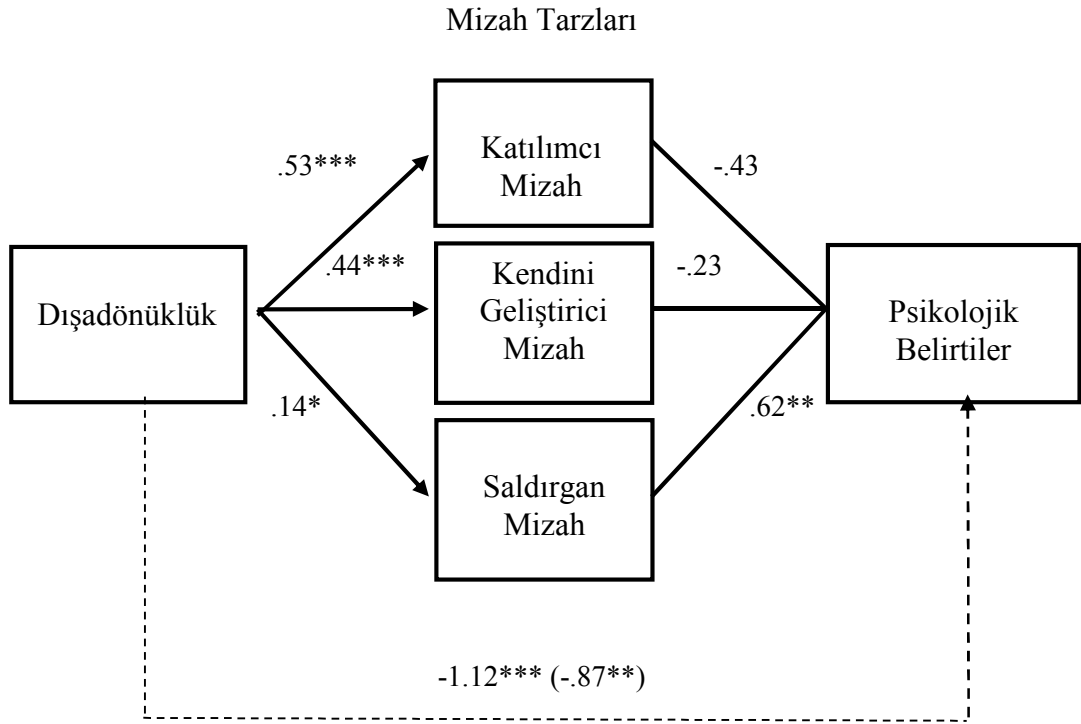 Mizah Tarzları
Katılımcı
Mizah
.53***
-.43
Dışadönüklük
.44***
Kendini
Geliştirici
Mizah
-.23
Psikolojik
Belirtiler
.14*
Saldırgan
Mizah
.62**
-1.12*** (-.87**)